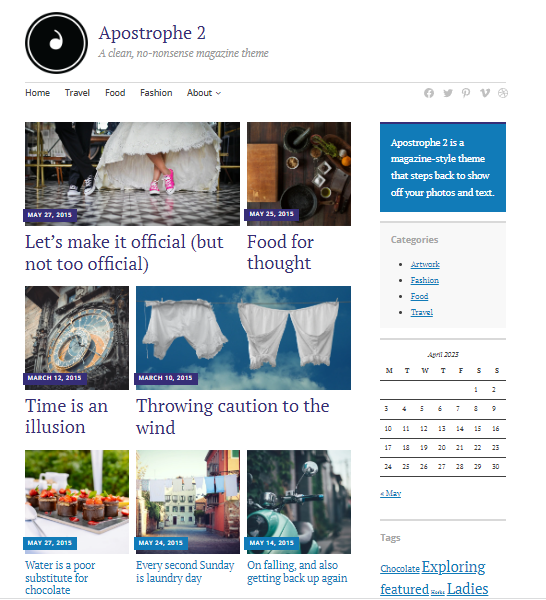 Apostrophe 2
A clean, no-nonsense magazine theme
Home Travel Food Fashion About
MAY 27, 2015
Let's make it official (but
not too official)
MAY 25, 2015
Food for
thought
MARCH 12, 2015
Time is an
illusion
MARCH 10, 2015
Throwing caution to the
wind
MAY 27, 2015
Water is a poor
substitute for
chocolate
MAY 24, 2015
Every second Sunday
is laundry day
MAY 14, 2015
On falling, and also
getting back up again
Apostrophe 2 is a
magazine-style theme
that steps back to show
off your photos and text.
Categories
Artwork
Fashion
Food
Travel
April 2023
M T W T F S S
1 2
3 4 5 6 7 8 9
10 11 12 13 14 15 16
17 18 19 20 21 22 23
24 25 26 27 28 29 30
« May
Tags
Chocolate Exploring
featured Ladies